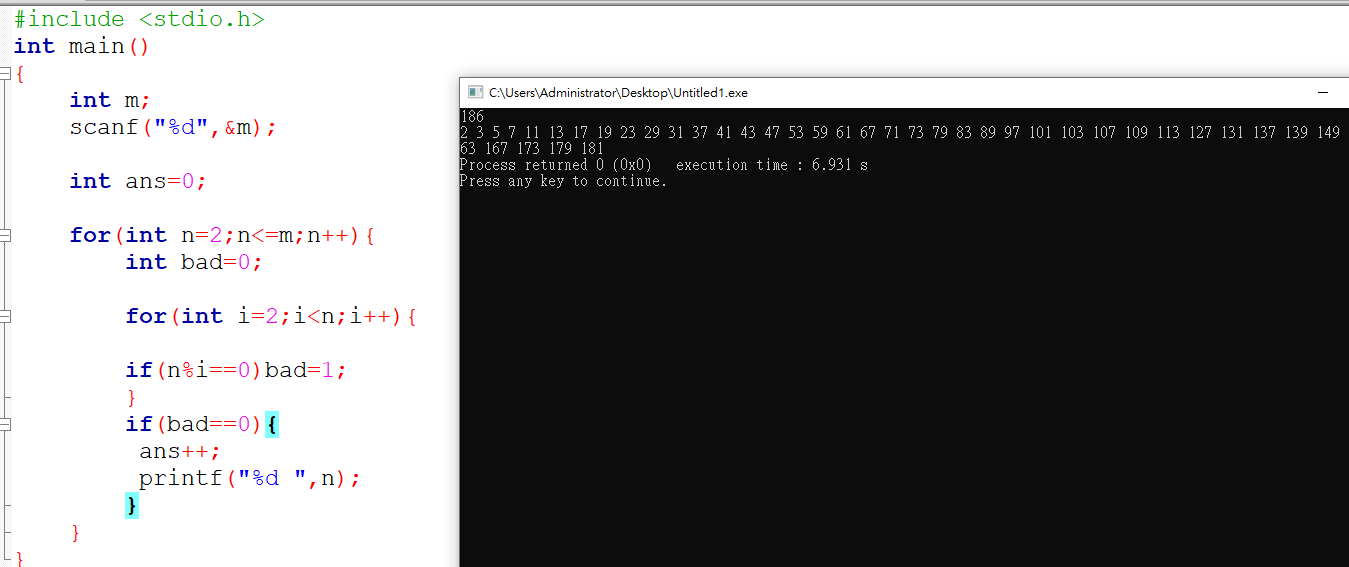 #include <stdio.h>
int main()
{
    int m;
    scanf("%d",&m);
    int ans=0;
    for(int n=2;n<=m;n++){
        int bad=0;
        for(int i=2;i<n;i++){
        if(n%i==0)bad=1;
        }
        if(bad==0){
         ans++;
         printf("%d ",n);
        }
    }
}
C:\Users\Administrator\Desktop\Untitled1.exe
186
2 3 5 7 11 13 17 19 23 29 31 37 41 43 47 53 59 61 67 71 73 79 83 89 97 101 103 107 109 113 127 131 137 139 149
63 167 173 179 181
Process returned 0 (0x0)   execution time : 6.931 s
Press any key to continue.